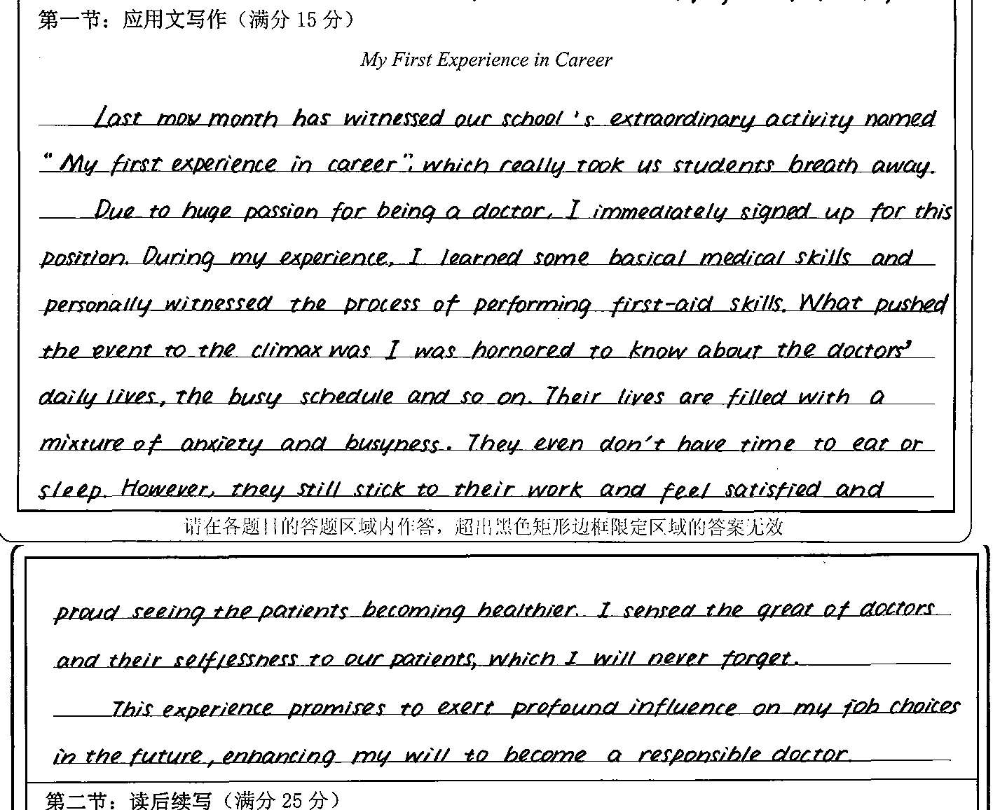 第一节：应用文写作（满分 15 分）
My First Experience in Career
Last mov month has witnessed our school's extraordinary activity named
"My first experience in career", which really took us students breath away.
Due to huge passion for being a doctor, I immediately signed up for this
position. During my experience, I learned some basical medical skills and
personally witnessed the process of performing first-aid skills. What pushed
the event to the climax was I was hornored to know about the doctors'
daily lives, the busy schedule and so on. Their lives are filled with a
mixture of anxiety and busyness. They even don't have time to eat or
sleep. However, they still stick to their work and feel satisfied and
请在各题目的答题区域内作答，超出黑色矩形边框限定区域的答案无效
proud seeing the patients becoming healthier. I sensed the great of doctors
and their selflessness to our patients, which I will never forget.
This experience promises to exert profound influence on my job choices
in the future, enhancing my will to become a responsible doctor.
第二节：读后续写（满分 25 分）